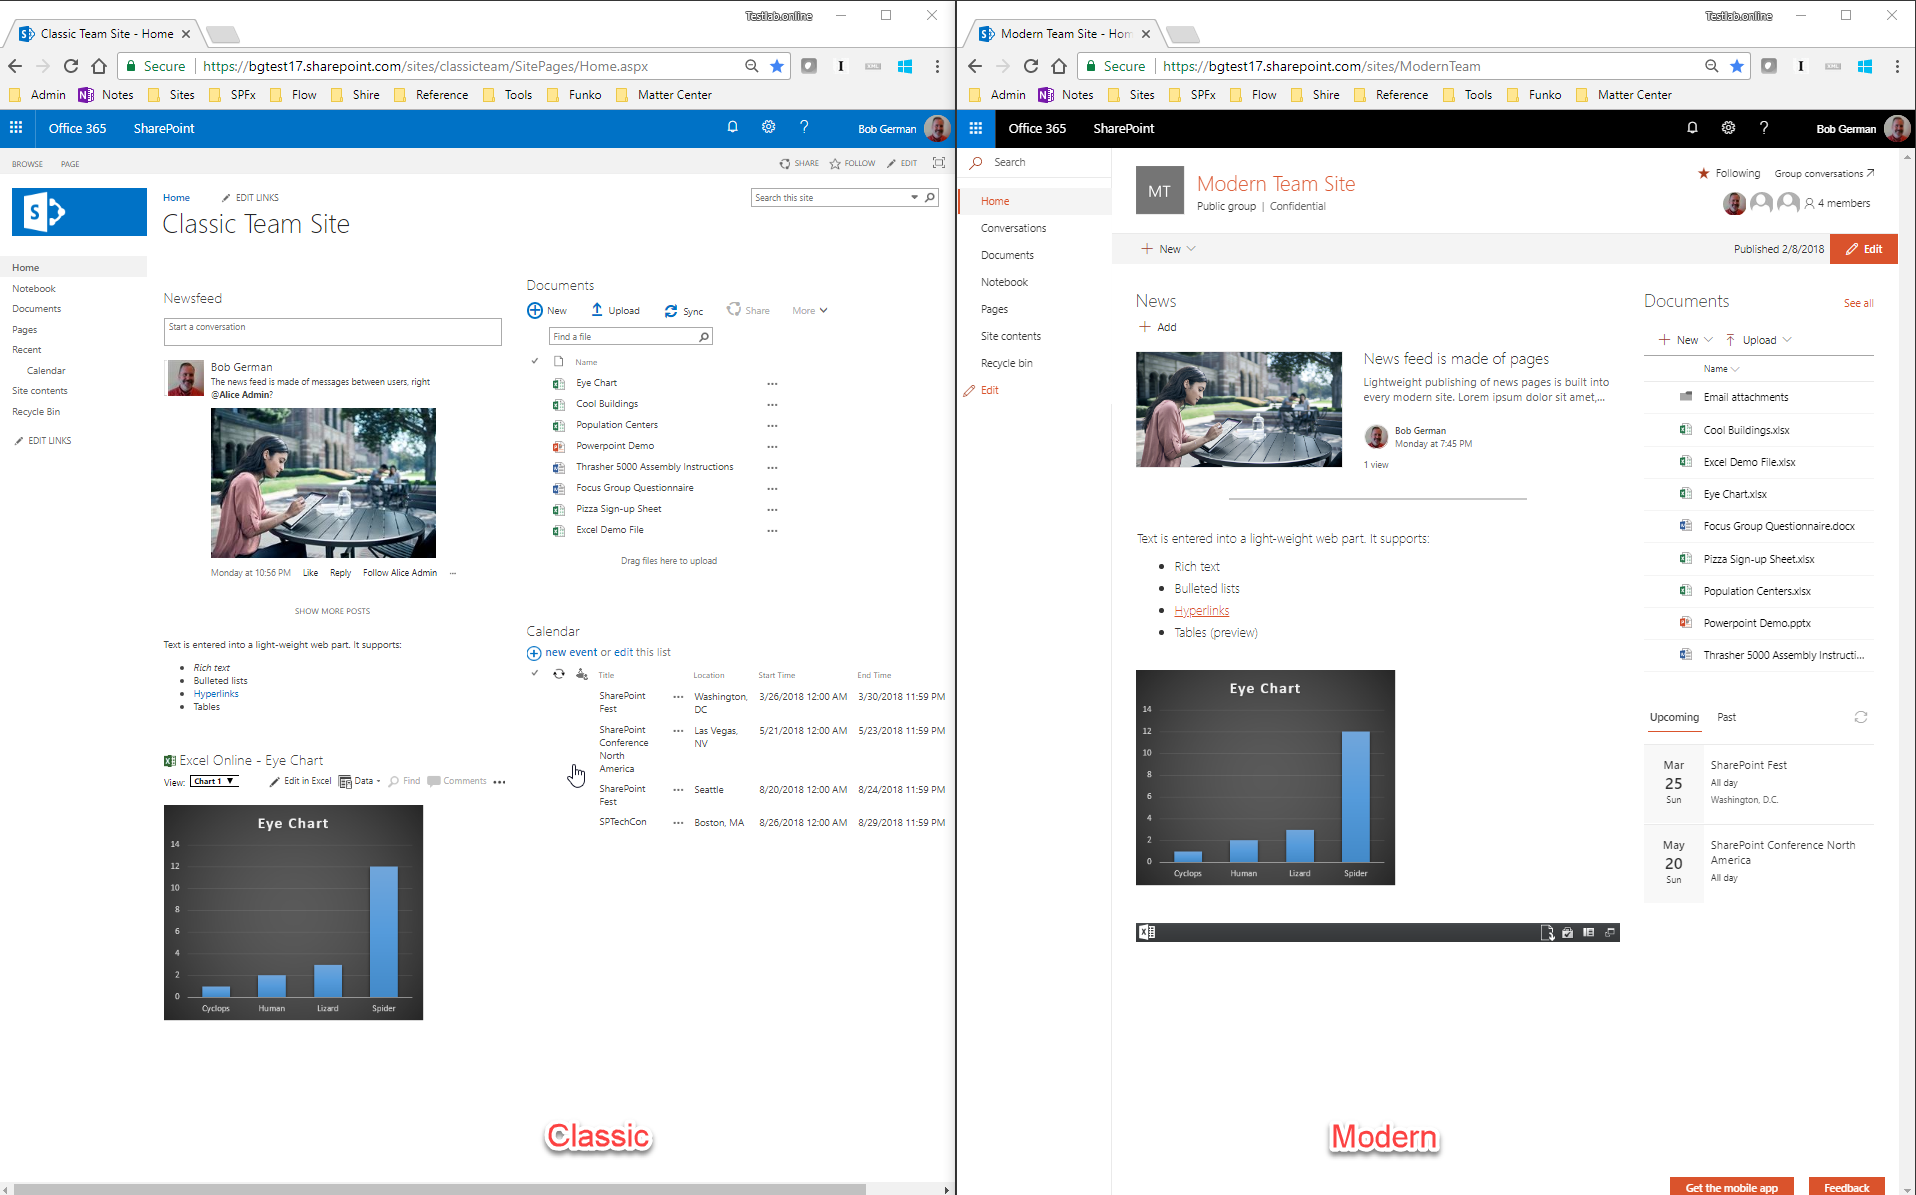 Testlab.online
Classic Team Site - Home
Secure https://bgtest17.sharepoint.com/sites/classicteam/SitePages/Home.aspx
Admin Notes Sites SPFx Flow Shire Reference Tools Funko Matter Center
Office 365 SharePoint Bob German
BROWSE PAGE SHARE FOLLOW EDIT
Home EDIT LINKS Search this site
Classic Team Site
Home
Notebook
Documents
Pages
Recent
Calendar
Site contents
Recycle Bin
EDIT LINKS
Newsfeed
Start a conversation
Bob German
The news feed is made of messages between users, right
@Alice Admin?
Monday at 10:56 PM Like Reply Follow Alice Admin ...
SHOW MORE POSTS
Text is entered into a light-weight web part. It supports:
Rich text
Bulleted lists
Hyperlinks
Tables
Excel Online - Eye Chart
View: Chart 1 Edit in Excel Data Find Comments ...
Eye Chart
14
12
10
8
6
4
2
0
Cyclops Human Lizard Spider
Documents
New Upload Sync Share More
Find a file
Name
Eye Chart ...
Cool Buildings ...
Population Centers ...
Powerpoint Demo ...
Thrasher 5000 Assembly Instructions ...
Focus Group Questionnaire ...
Pizza Sign-up Sheet ...
Excel Demo File ...
Drag files here to upload
Calendar
new event or edit this list
Title Location Start Time End Time
SharePoint Fest ... Washington, DC 3/26/2018 12:00 AM 3/30/2018 11:59 PM
SharePoint Conference North America ... Las Vegas, NV 5/21/2018 12:00 AM 5/23/2018 11:59 PM
SharePoint Fest ... Seattle 8/20/2018 12:00 AM 8/24/2018 11:59 PM
SPTechCon ... Boston, MA 8/26/2018 12:00 AM 8/29/2018 11:59 PM
Classic
Testlab.online
Modern Team Site - Hom
Secure https://bgtest17.sharepoint.com/sites/ModernTeam
Admin Notes Sites SPFx Flow Shire Reference Tools Funko Matter Center
Office 365 SharePoint Bob German
Search
Home
Conversations
Documents
Notebook
Pages
Site contents
Recycle bin
Edit
MT
Modern Team Site
Public group | Confidential
Following Group conversations
4 members
New Published 2/8/2018 Edit
News
Add
News feed is made of pages
Lightweight publishing of news pages is built into
every modern site. Lorem ipsum dolor sit amet,...
Bob German
Monday at 7:45 PM
1 view
Text is entered into a light-weight web part. It supports:
Rich text
Bulleted lists
Hyperlinks
Tables (preview)
Eye Chart
14
12
10
8
6
4
2
0
Cyclops Human Lizard Spider
Documents See all
New Upload
Name
Email attachments
Cool Buildings.xlsx
Excel Demo File.xlsx
Eye Chart.xlsx
Focus Group Questionnaire.docx
Pizza Sign-up Sheet.xlsx
Population Centers.xlsx
Powerpoint Demo.pptx
Thrasher 5000 Assembly Instructi...
Upcoming Past
Mar
25
Sun
SharePoint Fest
All day
Washington, D.C.
May
20
Sun
SharePoint Conference North
America
All day
Modern
Get the mobile app Feedback